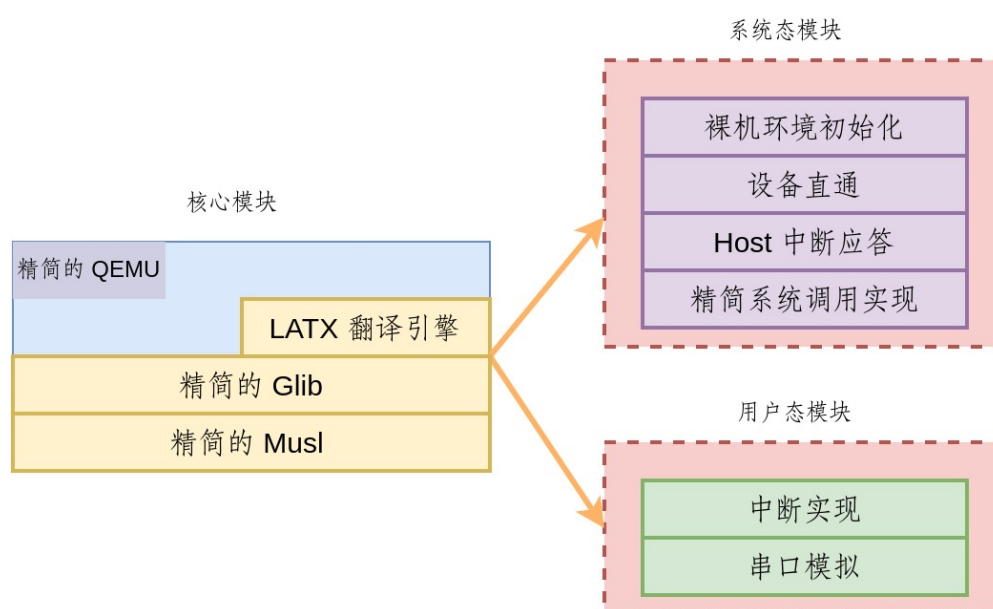 核心模块
精简的 QEMU
LATX 翻译引擎
精简的 Glib
精简的 Musl
系统态模块
裸机环境初始化
设备直通
Host 中断应答
精简系统调用实现
用户态模块
中断实现
串口模拟